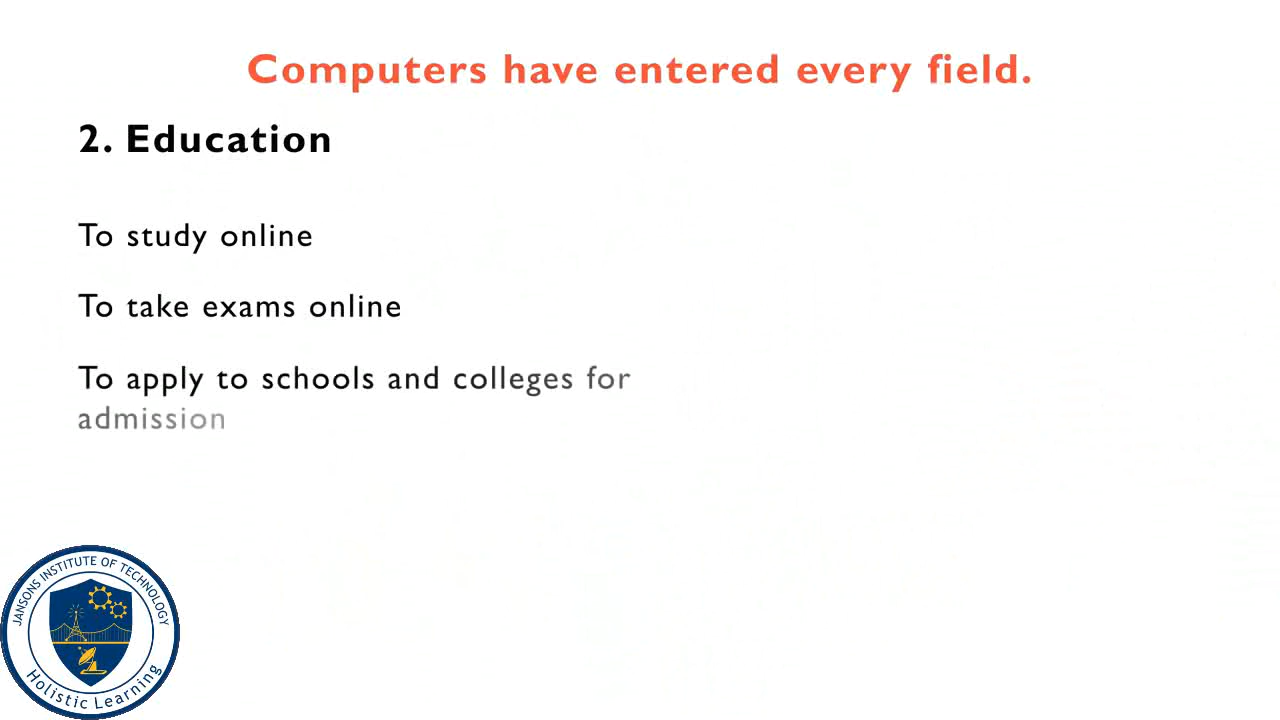 Computers have entered every field.
2. Education
To study online
To take exams online
To apply to schools and colleges for
admission
JANSONS INSTITUTE OF TECHNOLOGY
Holistic Learning